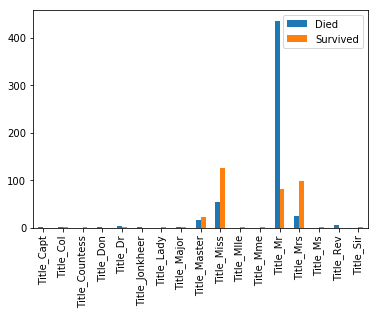 Died
Survived
400
300
200
100
0
Title_Capt
Title_Col
Title_Countess
Title_Don
Title_Dr
Title_Jonkheer
Title_Lady
Title_Major
Title_Master
Title_Miss
Title_Mlle
Title_Mme
Title_Mr
Title_Mrs
Title_Ms
Title_Rev
Title_Sir